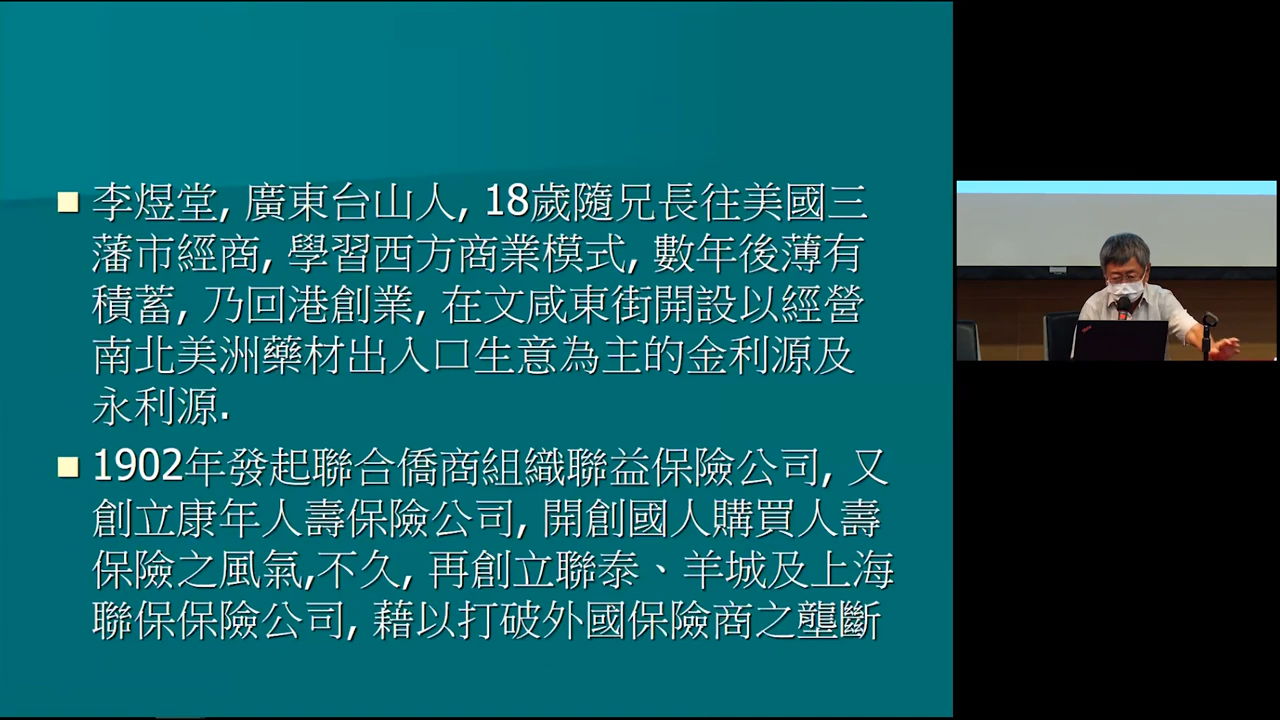 李煜堂, 廣東台山人, 18歲隨兄長往美國三
藩市經商, 學習西方商業模式, 數年後薄有
積蓄, 乃回港創業, 在文咸東街開設以經營
南北美洲藥材出入口生意為主的金利源及
永利源.
1902年發起聯合僑商組織聯益保險公司, 又
創立康年人壽保險公司, 開創國人購買人壽
保險之風氣,不久, 再創立聯泰、羊城及上海
聯保保險公司, 藉以打破外國保險商之壟斷